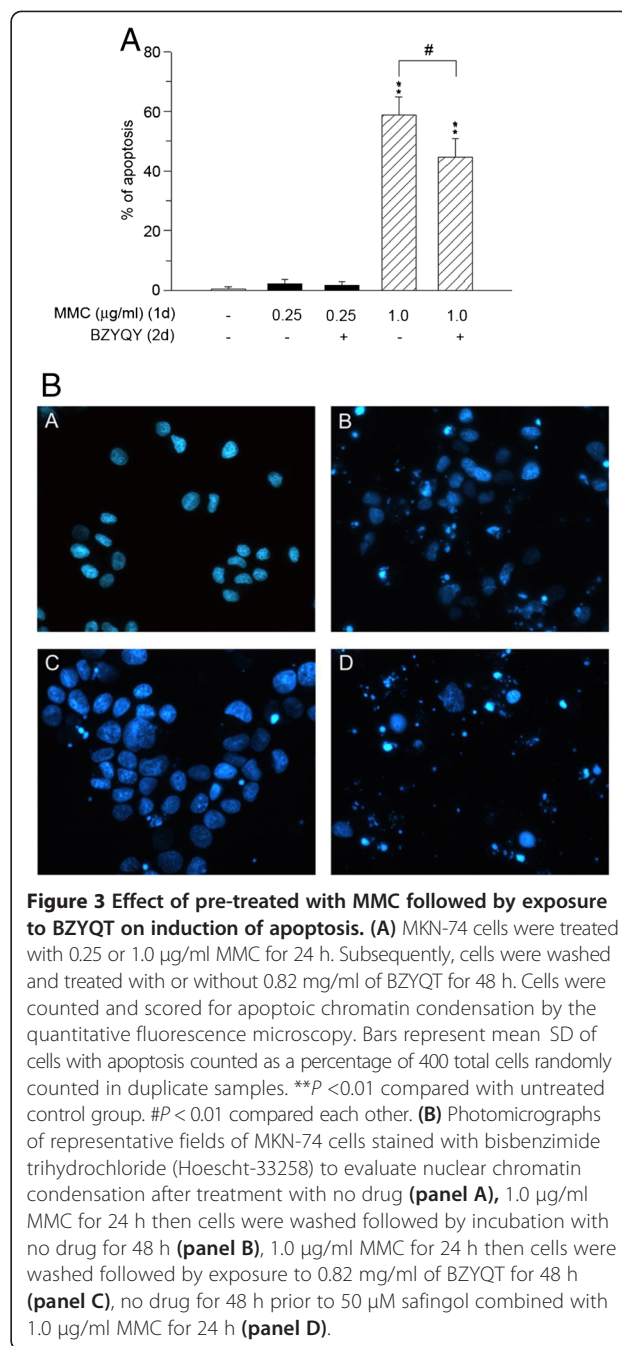 A
80
#
**
**
60
% of apoptosis
40
20
0
MMC (µg/ml) (1d) - 0.25 0.25 1.0 1.0
BZYQY (2d) - - + - +
B
A B
C D
Figure 3 Effect of pre-treated with MMC followed by exposure
to BZYQT on induction of apoptosis. (A) MKN-74 cells were treated
with 0.25 or 1.0 µg/ml MMC for 24 h. Subsequently, cells were washed
and treated with or without 0.82 mg/ml of BZYQT for 48 h. Cells were
counted and scored for apoptoic chromatin condensation by the
quantitative fluorescence microscopy. Bars represent mean SD of
cells with apoptosis counted as a percentage of 400 total cells randomly
counted in duplicate samples. **P <0.01 compared with untreated
control group. #P < 0.01 compared each other. (B) Photomicrographs
of representative fields of MKN-74 cells stained with bisbenzimide
trihydrochloride (Hoescht-33258) to evaluate nuclear chromatin
condensation after treatment with no drug (panel A), 1.0 µg/ml
MMC for 24 h then cells were washed followed by incubation with
no drug for 48 h (panel B), 1.0 µg/ml MMC for 24 h then cells were
washed followed by exposure to 0.82 mg/ml of BZYQT for 48 h
(panel C), no drug for 48 h prior to 50 µM safingol combined with
1.0 µg/ml MMC for 24 h (panel D).